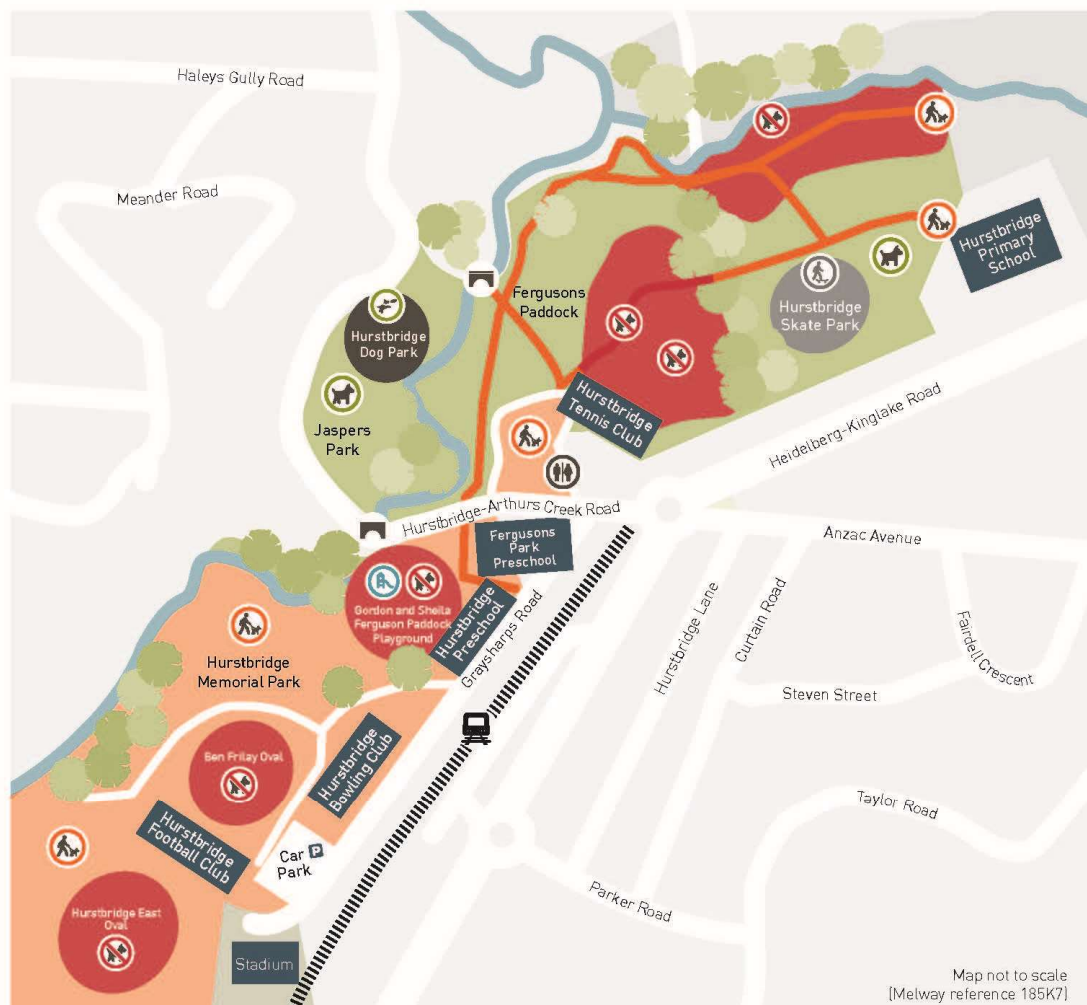 Haleys Gully Road
Meander Road
Hurstbridge
Primary
School
Fergusons
Paddock
Hurstbridge
Skate Park
Hurstbridge
Dog Park
Jaspers
Park
Hurstbridge
Tennis Club
Heidelberg-Kinglake Road
Hurstbridge-Arthurs Creek Road
Anzac Avenue
Fergusons
Park
Preschool
Gordon and Sheila
Ferguson Paddock
Playground
Hurstbridge
Preschool
Graysharps Road
Hurstbridge Lane
Curtain Road
Fairdell Crescent
Hurstbridge
Memorial Park
Steven Street
Ben Frilay Oval
Hurstbridge
Bowling Club
Taylor Road
Hurstbridge
Football Club
Car
Park
P
Parker Road
Hurstbridge East
Oval
Stadium
Map not to scale
(Melway reference 185K7)